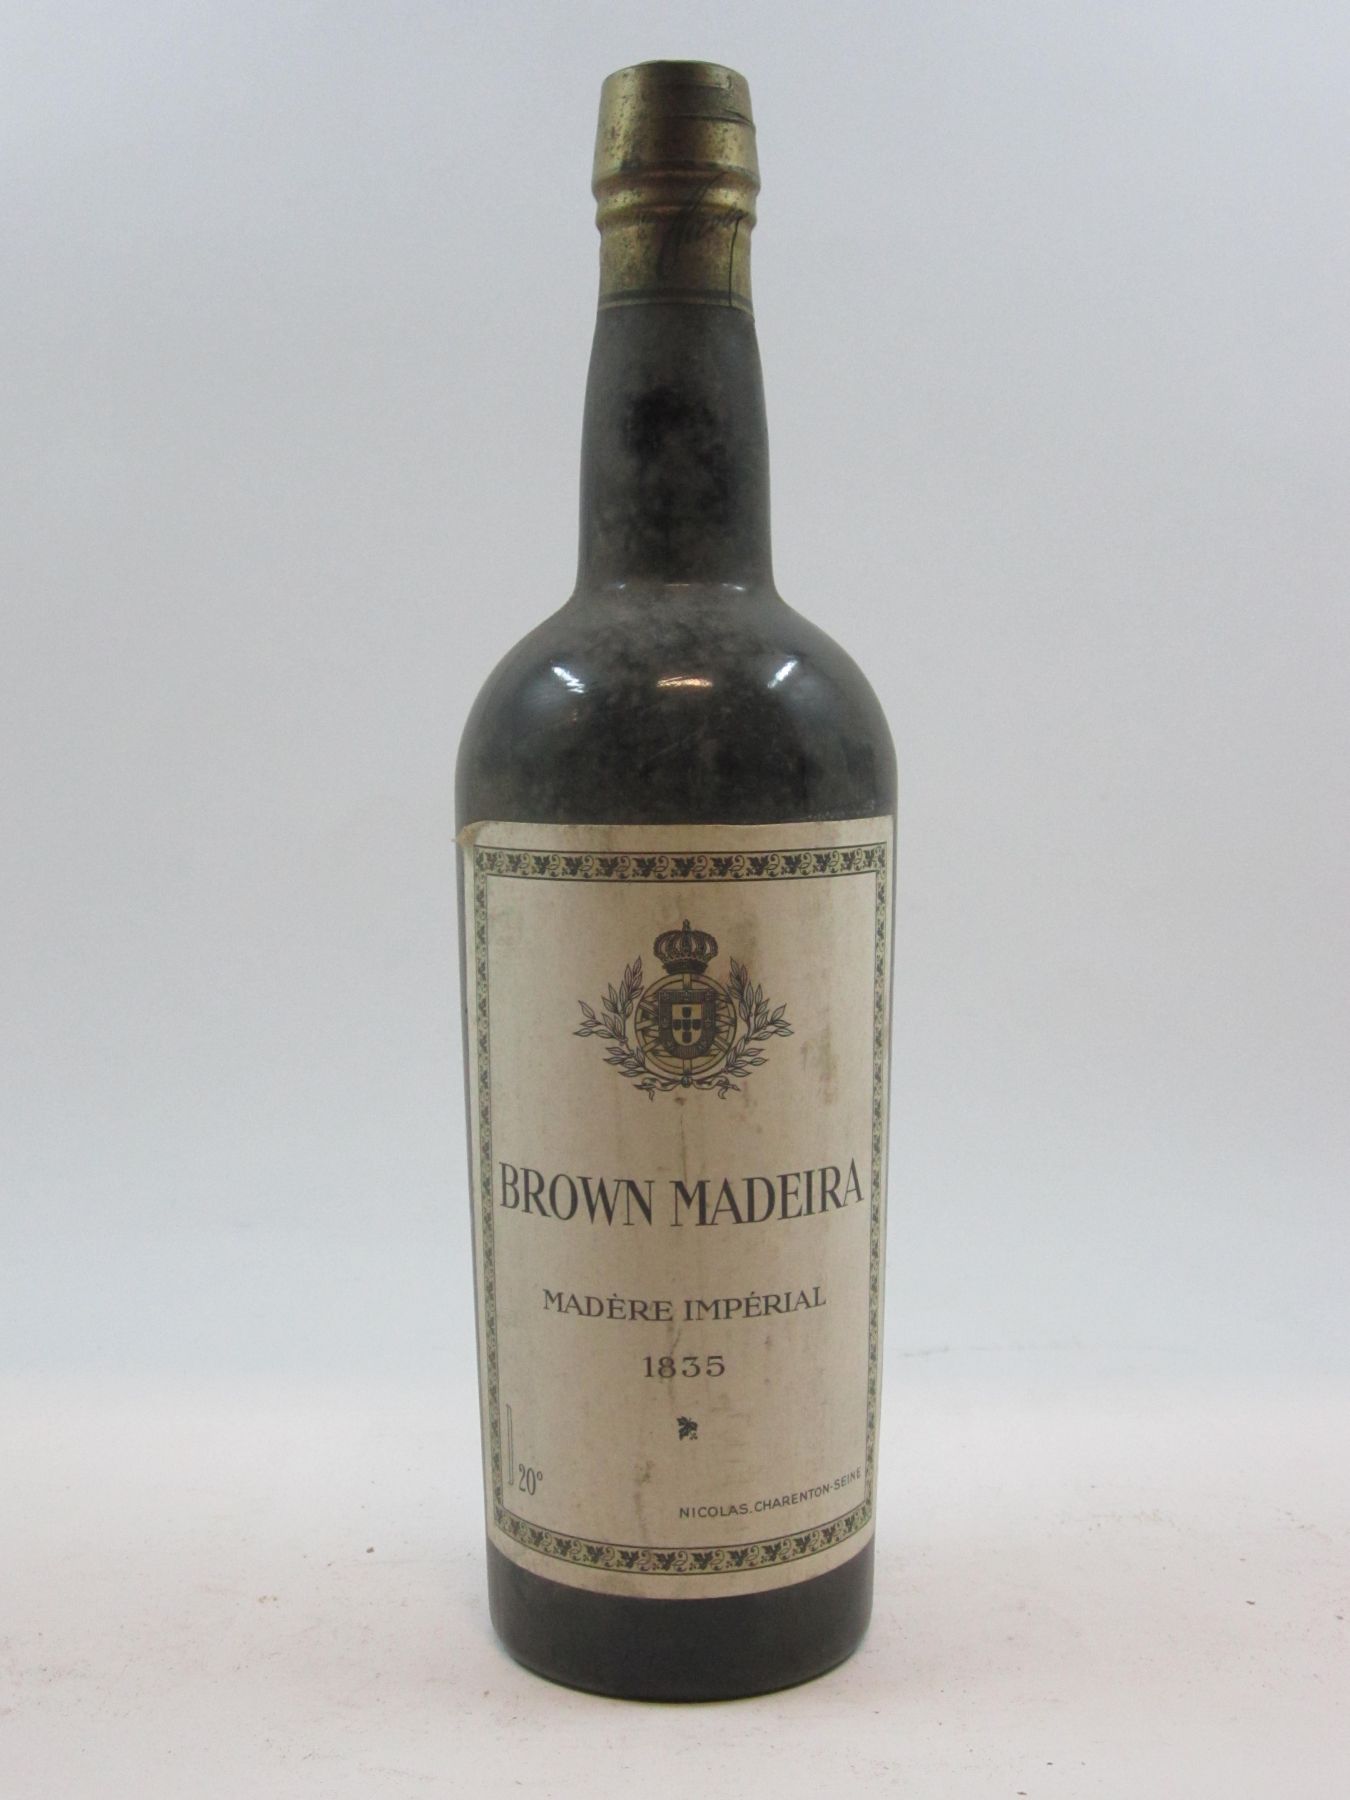 BROWN MADEIRA
MADÈRE IMPÉRIAL
1835
20°
NICOLAS. CHARENTON-SEINE